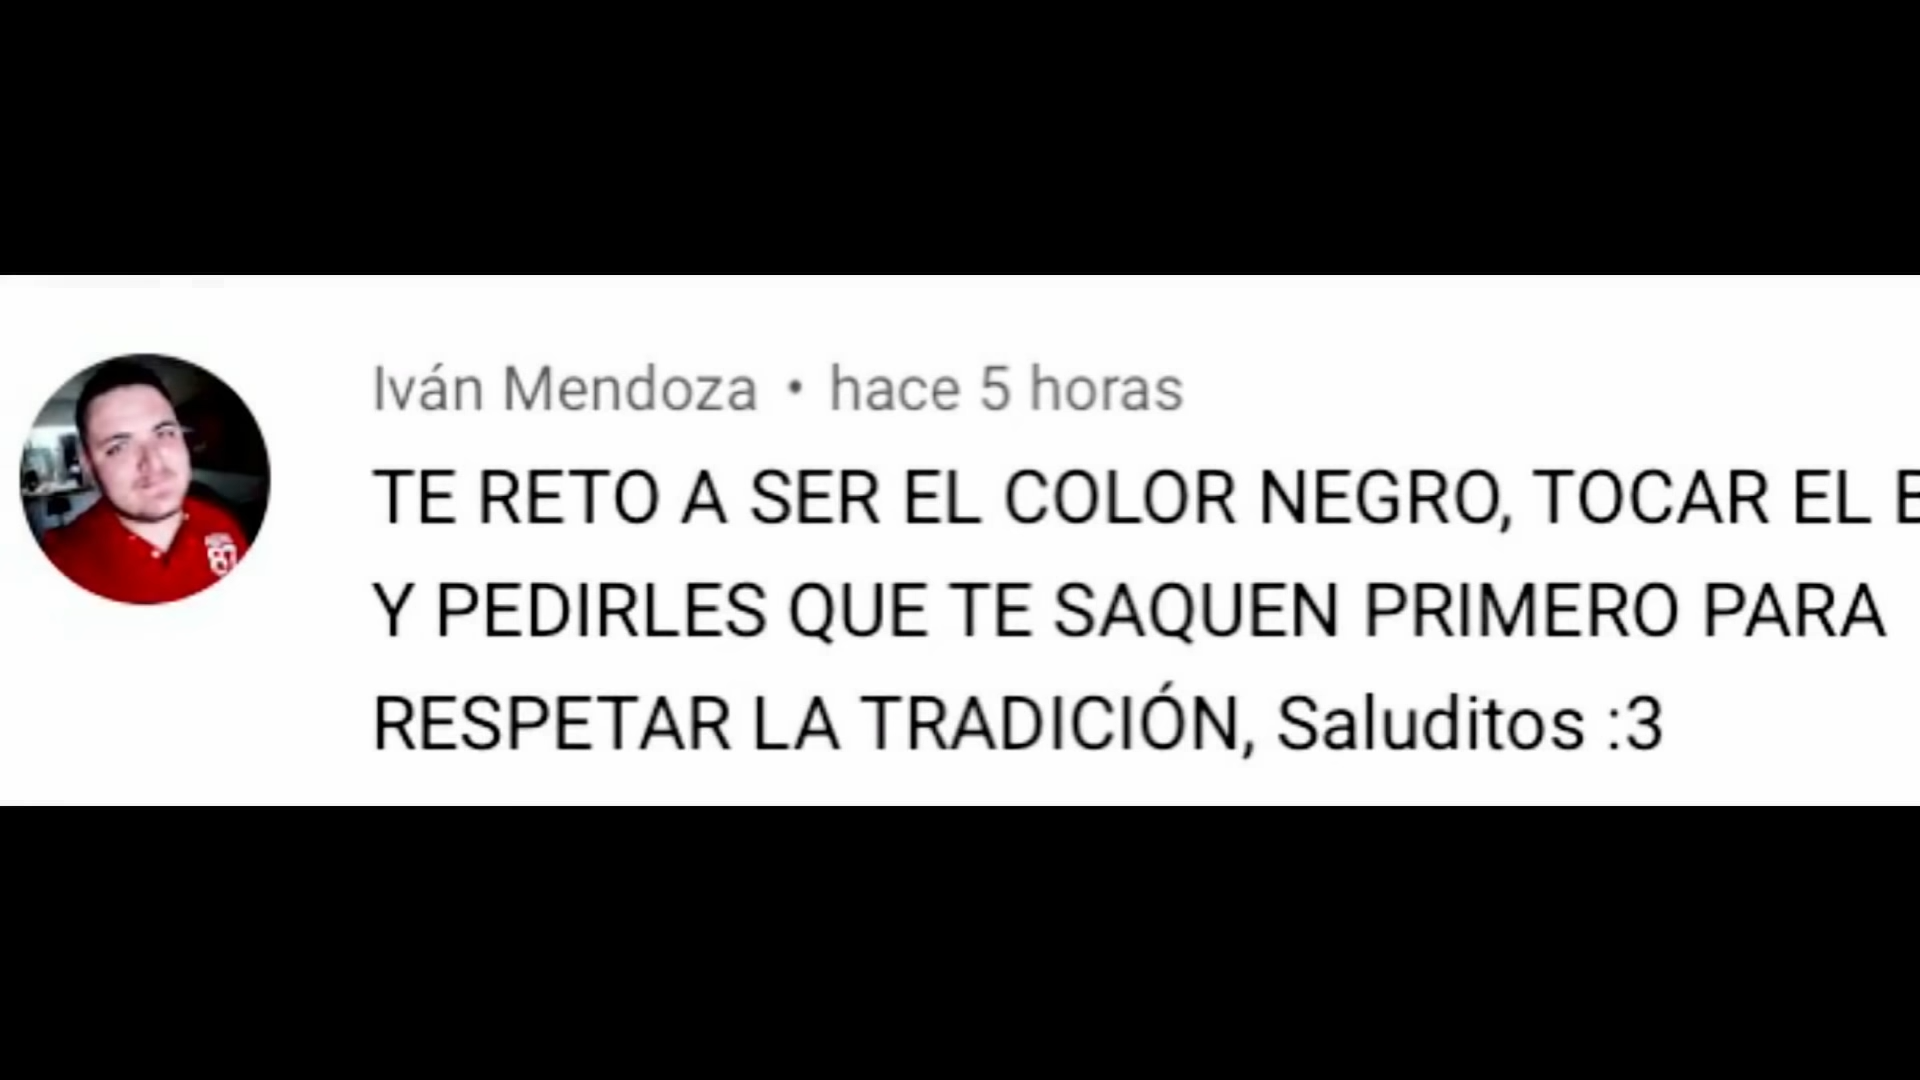 Iván Mendoza • hace 5 horas
TE RETO A SER EL COLOR NEGRO, TOCAR EL
Y PEDIRLES QUE TE SAQUEN PRIMERO PARA
RESPETAR LA TRADICIÓN, Saluditos :3